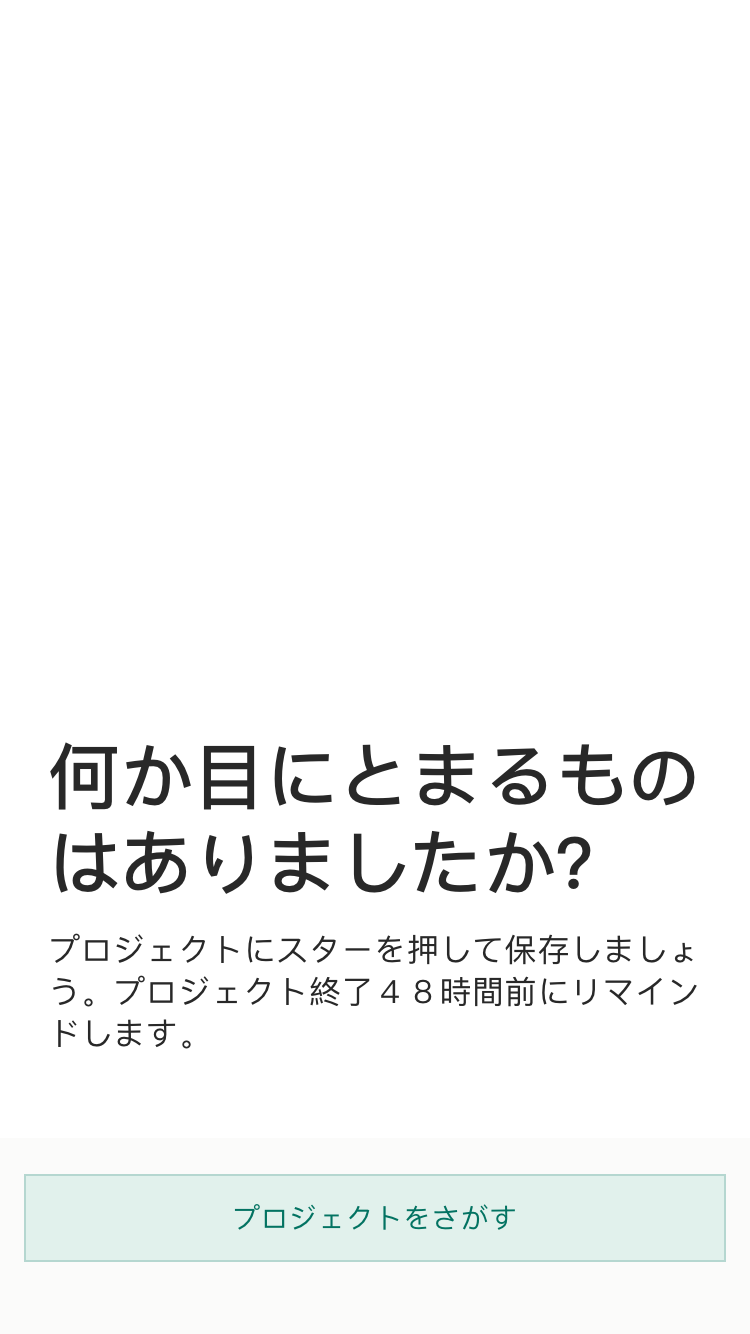 何か目にとまるもの
はありましたか?
プロジェクトにスターを押して保存しましょ
う。プロジェクト終了４８時間前にリマイン
ドします。
プロジェクトをさがす